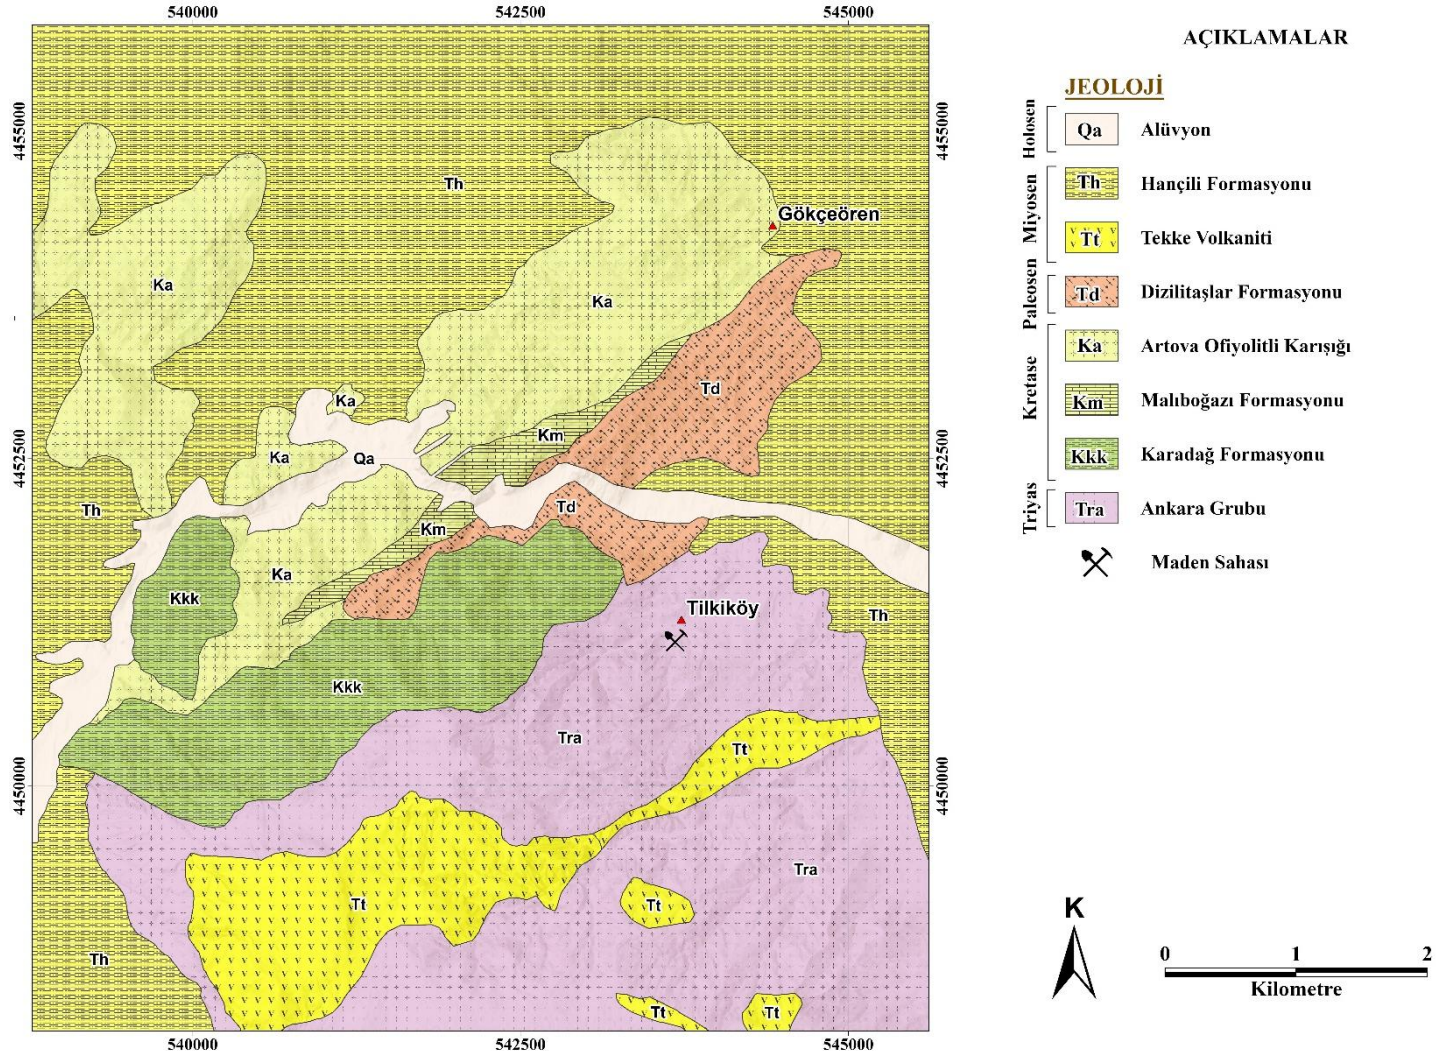 540000
542500
545000
4455000
4455000
Th
Gökçeören
Ka
Ka
Td
Ka
Km
Ka
Qa
4452500
4452500
Th
Td
Km
Ka
Kkk
Tilkiköy
Th
Kkk
Tra
Tt
4450000
4450000
Tra
Tt
Tt
Th
Tt
Tt
540000
542500
545000
AÇIKLAMALAR
JEOLOJİ
Holosen
Qa Alüvyon
Miyosen
Th Hançili Formasyonu
Tt Tekke Volkaniti
Paleosen
Td Dizilitaşlar Formasyonu
Kretase
Ka Artova Ofiyolitli Karışığı
Km Malıboğazı Formasyonu
Kkk Karadağ Formasyonu
Triyas
Tra Ankara Grubu
Maden Sahası
K
0 1 2
Kilometre